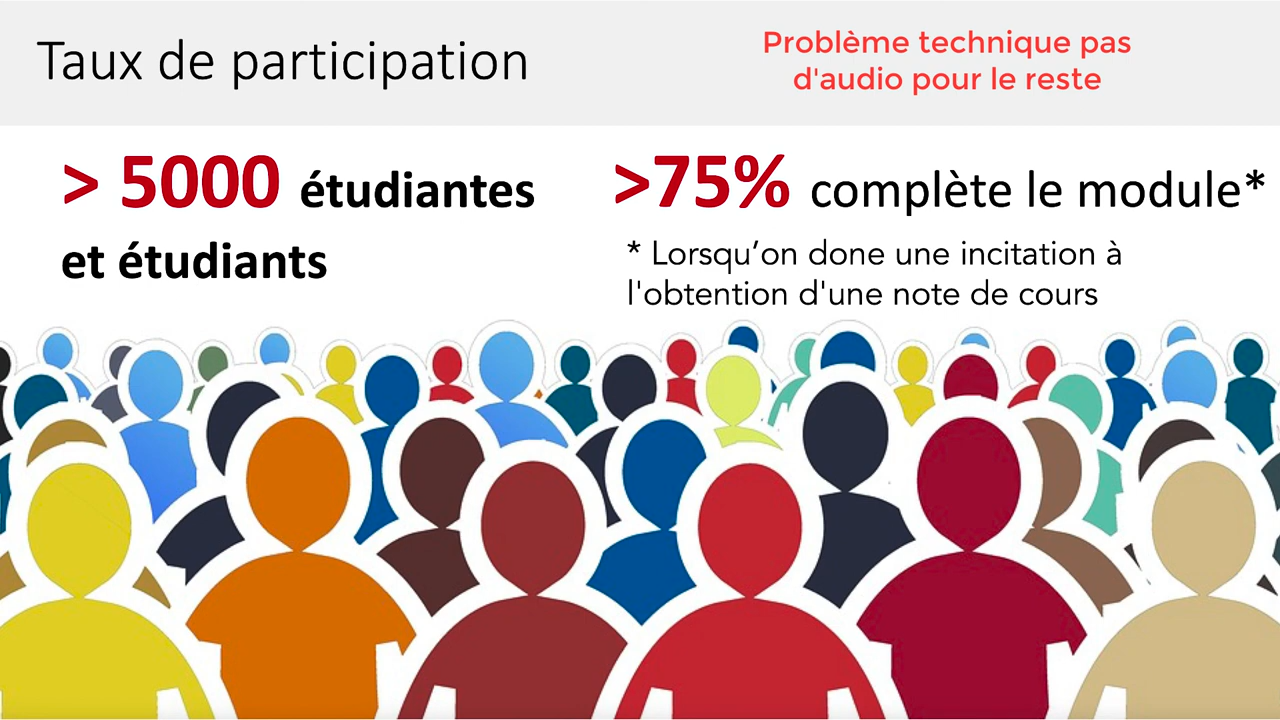 Taux de participation
Problème technique pas
d'audio pour le reste
> 5000 étudiantes
et étudiants
>75% complète le module*
* Lorsqu’on done une incitation à
l'obtention d'une note de cours